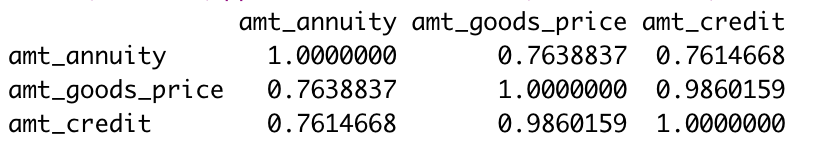 amt_annuity amt_goods_price amt_credit
amt_annuity 1.0000000 0.7638837 0.7614668
amt_goods_price 0.7638837 1.0000000 0.9860159
amt_credit 0.7614668 0.9860159 1.0000000